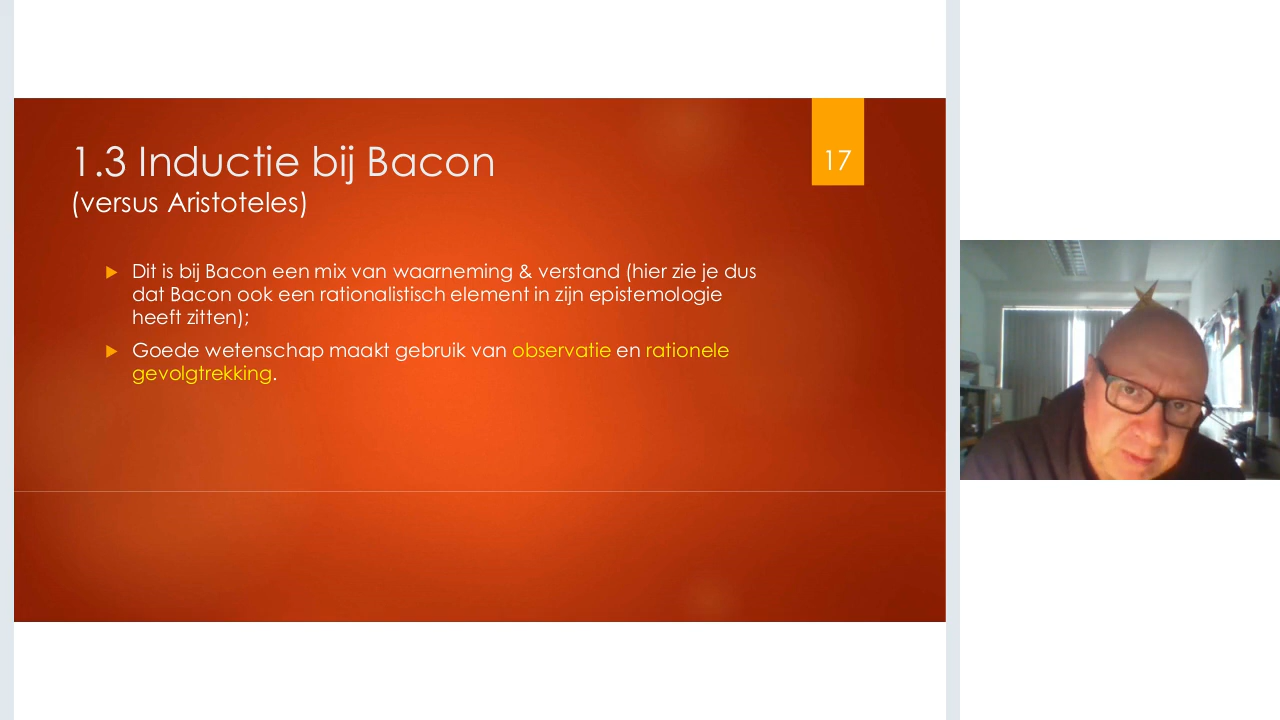 1.3 Inductie bij Bacon
(versus Aristoteles)
17
Dit is bij Bacon een mix van waarneming & verstand (hier zie je dus
dat Bacon ook een rationalistisch element in zijn epistemologie
heeft zitten);
Goede wetenschap maakt gebruik van observatie en rationele
gevolgtrekking.